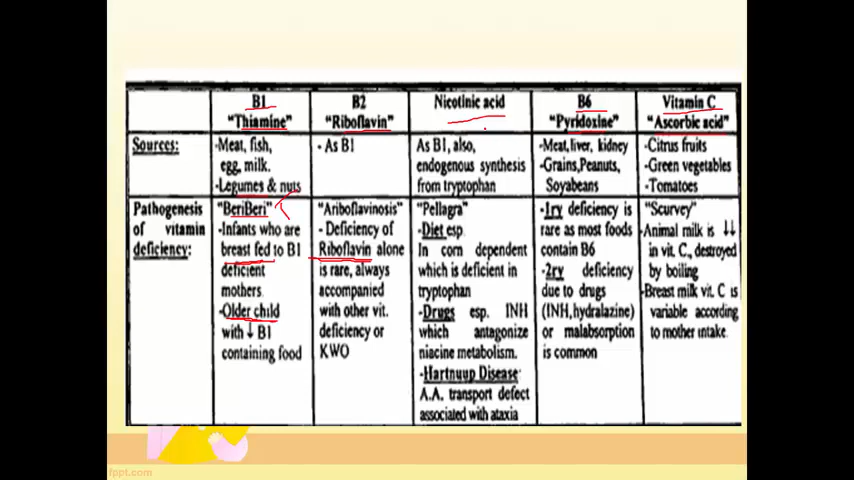 B1
"Thiamine"
B2
"Riboflavin"
Nicotinic acid
B6
"Pyridoxine"
Vitamin C
"Ascorbic acid"
Sources:
-Meat, fish,
egg, milk.
-Legumes & nuts
- As B1
As B1, also,
endogenous synthesis
from tryptophan
-Meat, liver, kidney
-Grains,Peanuts,
Soyabeans
-Citrus fruits
-Green vegetables
-Tomatoes
Pathogenesis
of vitamin
deficiency:
"BeriBeri"
-Infants who are
breast fed to B1
deficient
mothers.
-Older child
with ↓ B1
containing food
"Ariboflavinosis"
- Deficiency of
Riboflavin alone
is rare, always
accompanied
with other vit.
deficiency or
KWO
"Pellagra"
-Diet esp.
In corn dependent
which is deficient in
tryptophan
-Drugs esp. INH
which antagonize
niacine metabolism.
-Hartnuup Disease:
A.A. transport defect
associated with ataxia
-1ry deficiency is
rare as most foods
contain B6
-2ry deficiency
due to drugs
(INH,hydralazine)
or malabsorption
is common
"Scurvey"
-Animal milk is ↓↓
in vit. C., destroyed
by boiling
-Breast milk vit. C is
variable according
to mother intake.
fppt.com